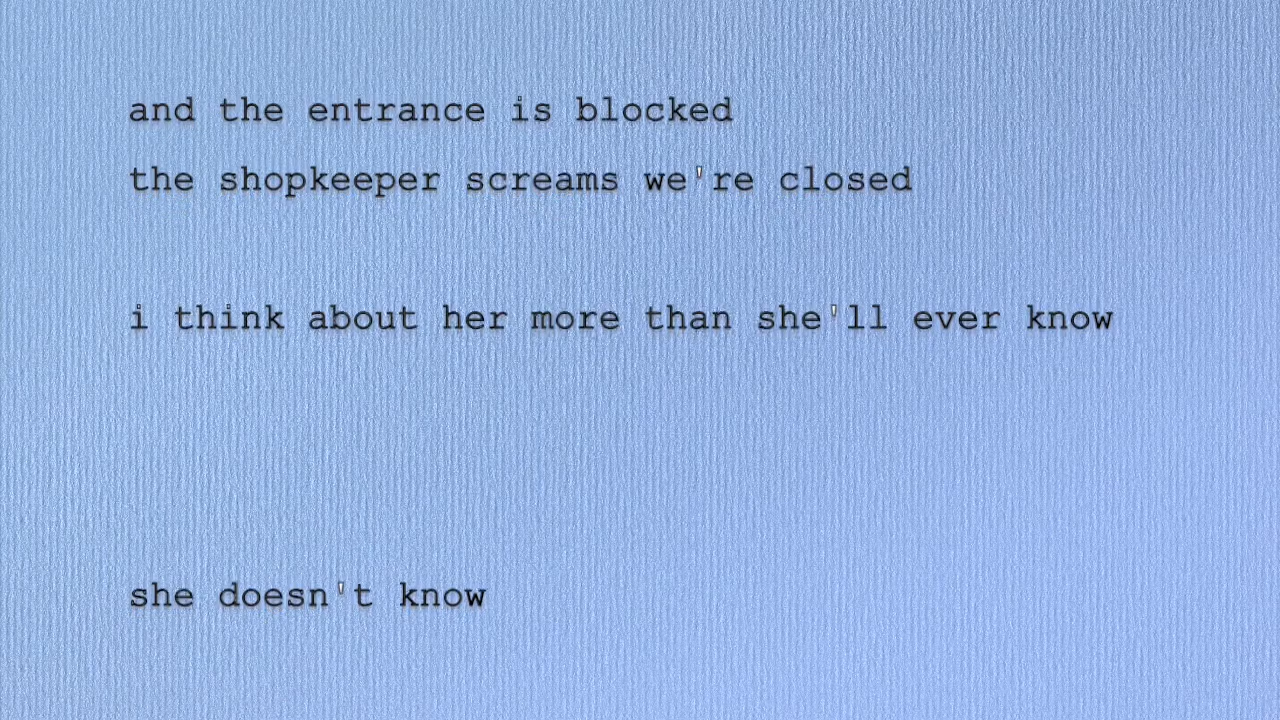 and the entrance is blocked
the shopkeeper screams we're closed
i think about her more than she'll ever know
she doesn't know